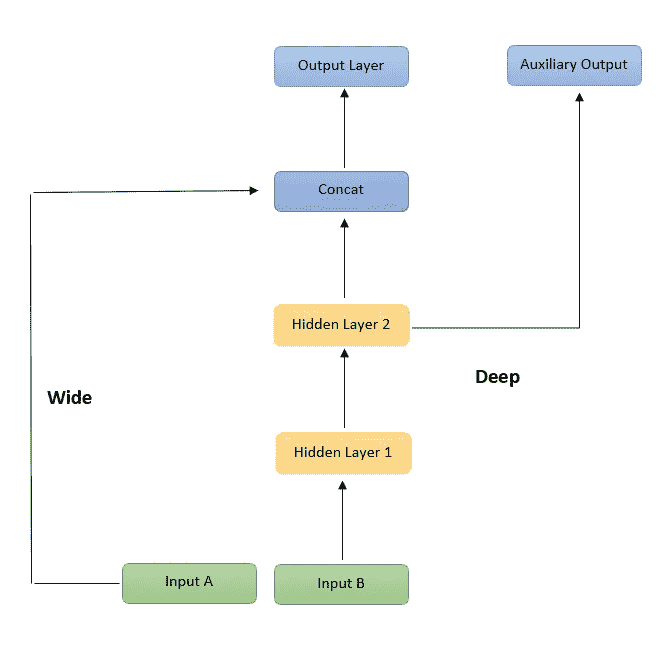 Output Layer
Auxiliary Output
Concat
Hidden Layer 2
Deep
Wide
Hidden Layer 1
Input A
Input B